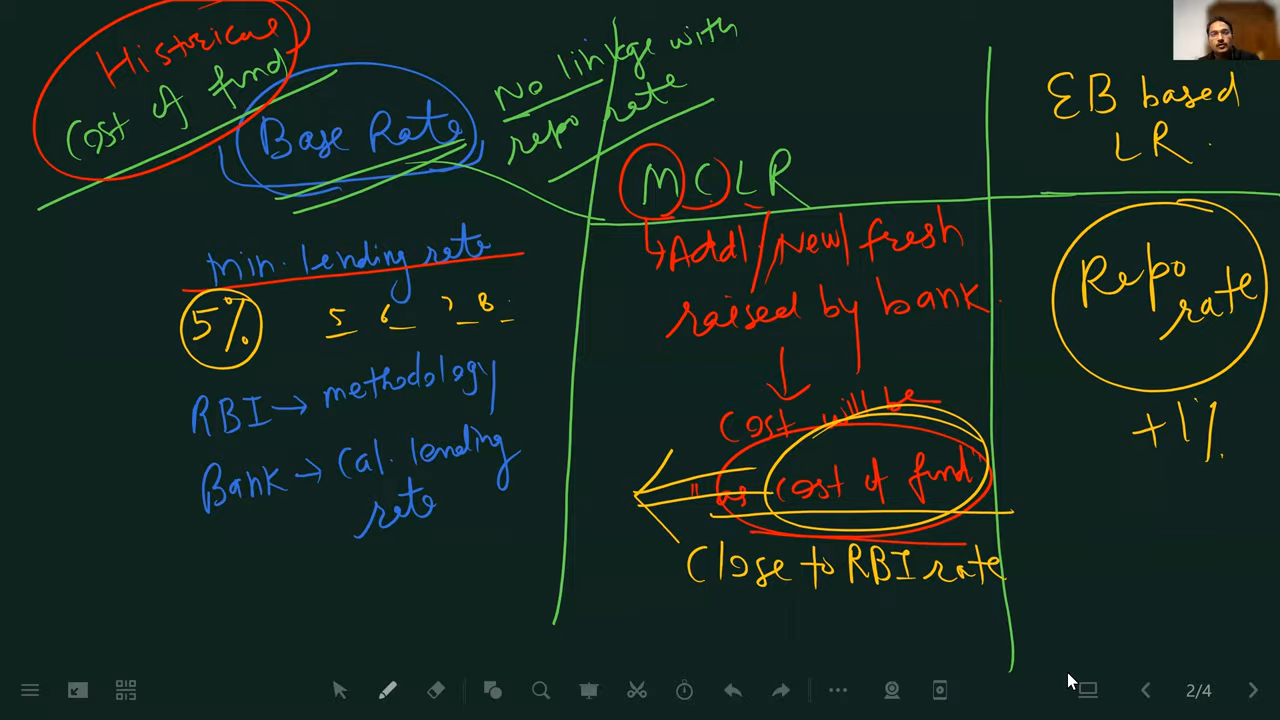 Historical
Cost of fund
Base Rate
Min. lending rate
5%
5 6 7 8
RBI → methodology
Bank → Cal. lending
rate
No linkge with
repo rate
MCLR
↳ Addl / New / fresh
raised by bank.
Cost will be
"as cost of fund"
Close to RBI rate
EB based
LR.
Repo
rate
+1%
2/4